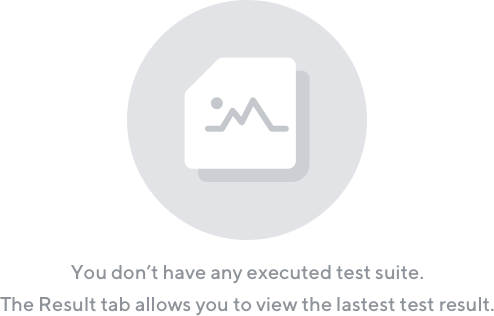 You don't have any executed test suite.
The Result tab allows you to view the lastest test result.